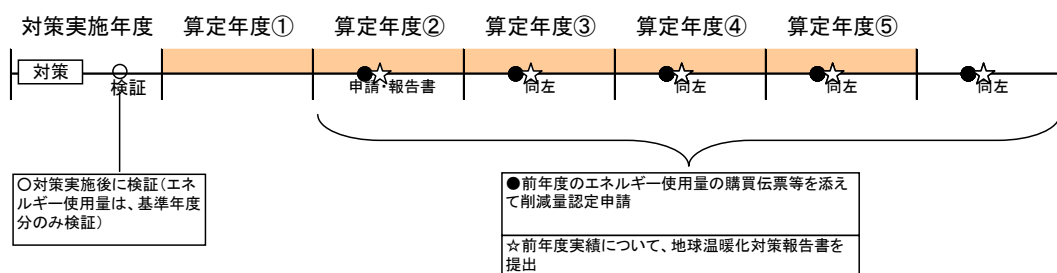 対策実施年度 算定年度① 算定年度② 算定年度③ 算定年度④ 算定年度⑤
対策
検証 申請・報告書 同左 同左 同左 同左
○対策実施後に検証(エネ
ルギー使用量は、基準年度
分のみ検証)
●前年度のエネルギー使用量の購買伝票等を添え
て削減量認定申請
☆前年度実績について、地球温暖化対策報告書を
提出